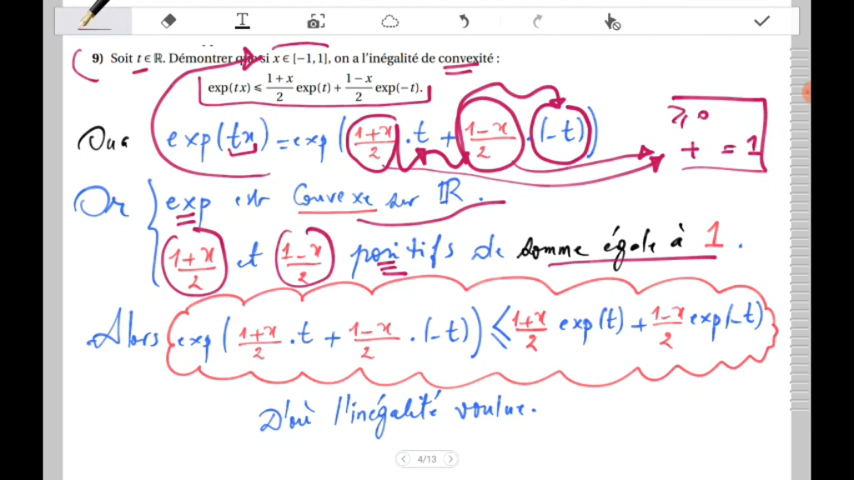 T
9) Soit t ∈ ℝ. Démontrer que si x ∈ [−1, 1], on a l'inégalité de convexité :
exp(tx) ⩽ 1+x/2 exp(t) + 1−x/2 exp(−t).
On a exp(tx) = exp(1+x/2 · t + 1−x/2 · (−t))
⩾ 0
+ = 1
Or exp est convexe sur ℝ.
1+x/2 et 1−x/2 positifs de somme égale à 1.
Alors exp(1+x/2 · t + 1−x/2 · (−t)) ⩽ 1+x/2 exp(t) + 1−x/2 exp(−t)
D'où l'inégalité voulue.
4/13